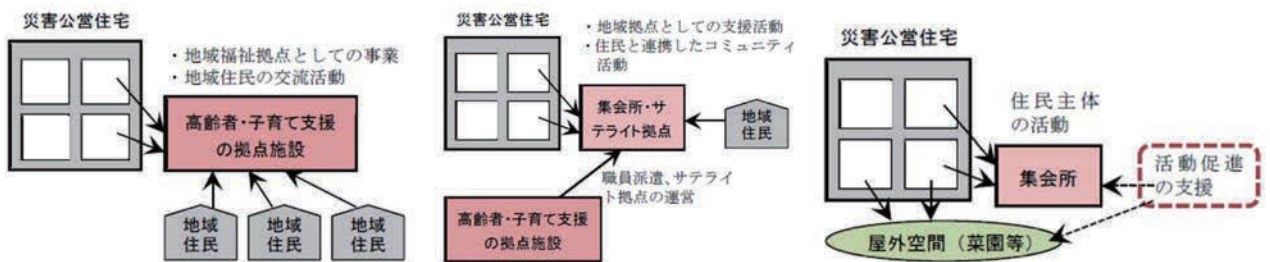 災害公営住宅
・地域福祉拠点としての事業
・地域住民の交流活動
高齢者・子育て支援
の拠点施設
地域
住民
地域
住民
地域
住民
災害公営住宅
・地域拠点としての支援活動
・住民と連携したコミュニティ
活動
集会所・サ
テライト拠点
地域
住民
職員派遣、サテライ
ト拠点の運営
高齢者・子育て支援
の拠点施設
災害公営住宅
住民主体
の活動
集会所
活動促進
の支援
屋外空間（菜園等）